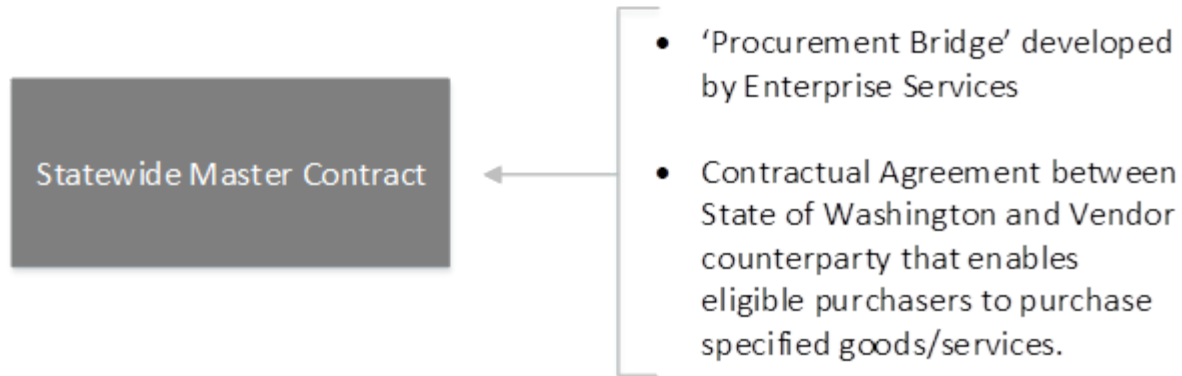 Statewide Master Contract
• ‘Procurement Bridge’ developed
by Enterprise Services
• Contractual Agreement between
State of Washington and Vendor
counterparty that enables
eligible purchasers to purchase
specified goods/services.